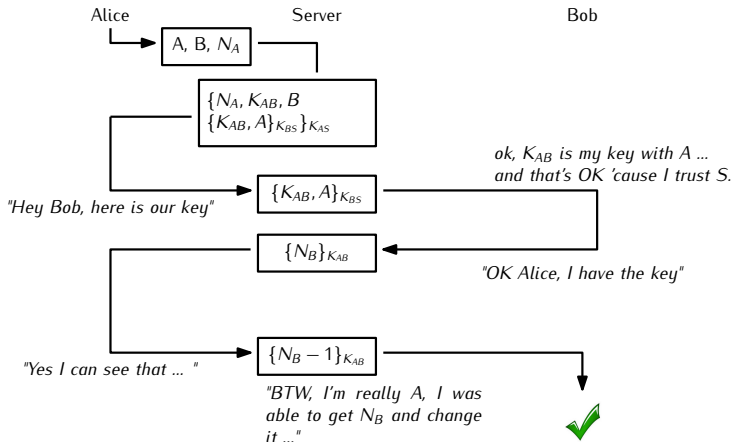 Alice Server Bob
A, B, N_A
{N_A, K_AB, B
{K_AB, A}_K_BS}_K_AS
ok, K_AB is my key with A ...
and that's OK 'cause I trust S.
{K_AB, A}_K_BS
"Hey Bob, here is our key"
{N_B}_K_AB
"OK Alice, I have the key"
{N_B − 1}_K_AB
"Yes I can see that ... "
"BTW, I'm really A, I was
able to get N_B and change
it ..."